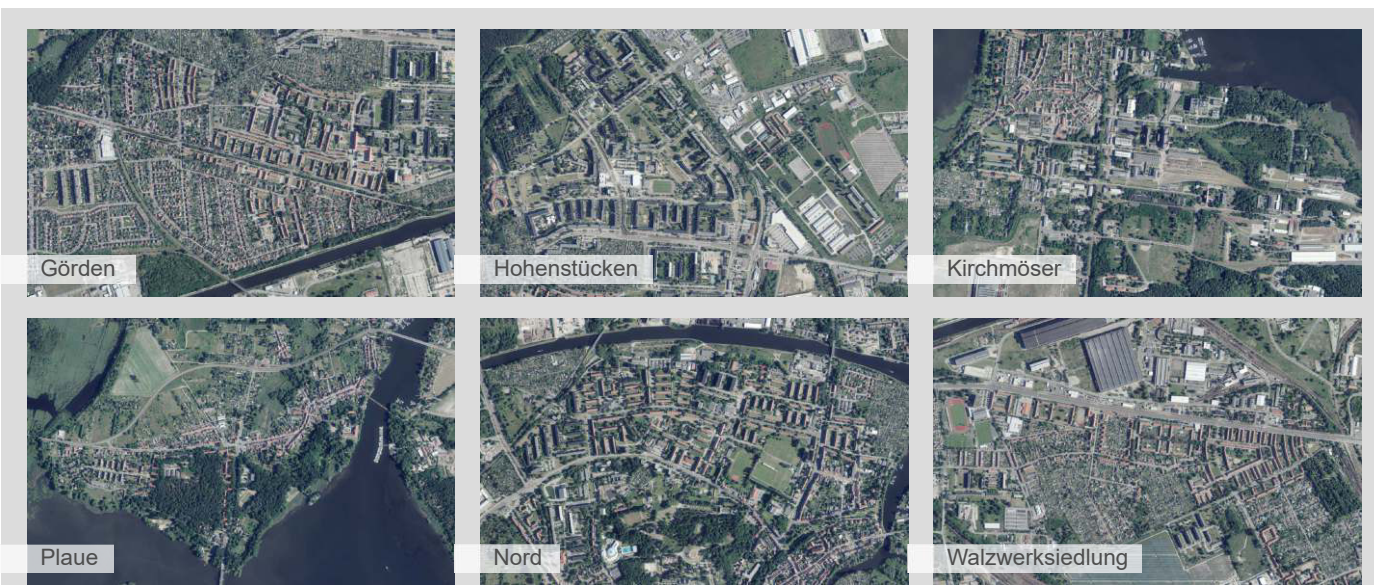 Görden
Hohenstücken
Kirchmöser
Plaue
Nord
Walzwerksiedlung